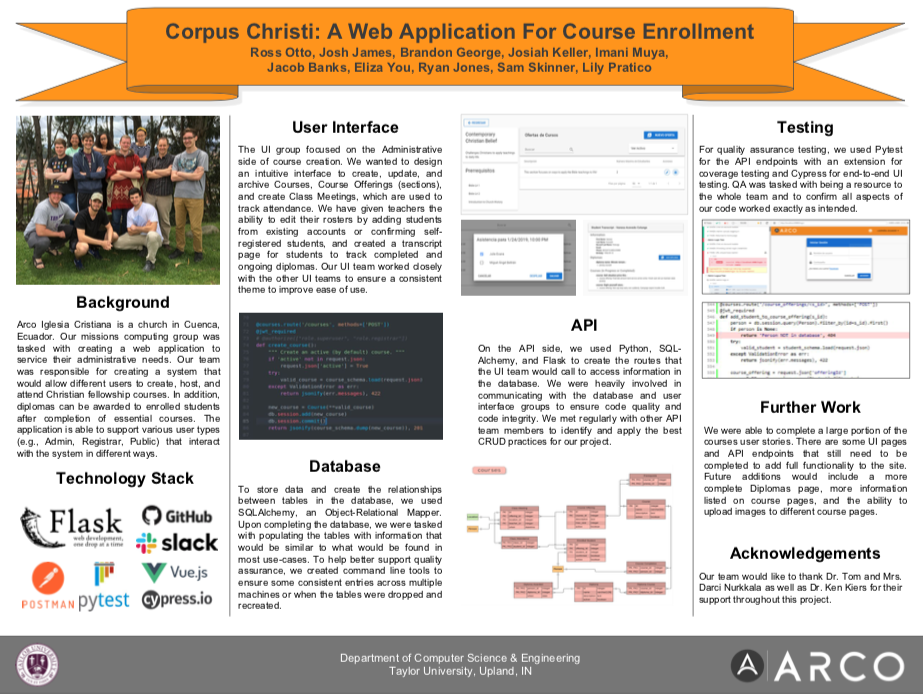 Corpus Christi: A Web Application For Course Enrollment
Ross Otto, Josh James, Brandon George, Josiah Keller, Imani Muya,
Jacob Banks, Eliza You, Ryan Jones, Sam Skinner, Lily Pratico
Background
Arco Iglesia Cristiana is a church in Cuenca,
Ecuador. Our missions computing group was
tasked with creating a web application to
service their administrative needs. Our team
was responsible for creating a system that
would allow different users to create, host, and
attend Christian fellowship courses. In addition,
diplomas can be awarded to enrolled students
after completion of essential courses. The
application is able to support various user types
(e.g., Admin, Registrar, Public) that interact
with the system in different ways.
Technology Stack
Flask
web development,
one drop at a time
GitHub
slack
POSTMAN
pytest
Vue.js
cypress.io
User Interface
The UI group focused on the Administrative
side of course creation. We wanted to design
an intuitive interface to create, update, and
archive Courses, Course Offerings (sections),
and create Class Meetings, which are used to
track attendance. We have given teachers the
ability to edit their rosters by adding students
from existing accounts or confirming self-
registered students, and created a transcript
page for students to track completed and
ongoing diplomas. Our UI team worked closely
with the other UI teams to ensure a consistent
theme to improve ease of use.
@courses.route('/courses', methods=['POST'])
@jwt_required
def create_course():
""" Create an active (by default) course. """
if 'active' not in request.json:
request.json['active'] = True
try:
valid_course = course_schema.load(request.json)
except ValidationError as err:
return jsonify(err.messages), 422
new_course = Course(**valid_course)
db.session.add(new_course)
db.session.commit()
return jsonify(course_schema.dump(new_course)), 201
Database
To store data and create the relationships
between tables in the database, we used
SQLAlchemy, an Object-Relational Mapper.
Upon completing the database, we were tasked
with populating the tables with information that
would be similar to what would be found in
most use-cases. To help better support quality
assurance, we created command line tools to
ensure some consistent entries across multiple
machines or when the tables were dropped and
recreated.
Contemporary
Christian Belief
Prerequisites
Ofertas de Cursos
Asistencia para 1/24/2019, 10:00 PM
API
On the API side, we used Python, SQL-
Alchemy, and Flask to create the routes that
the UI team would call to access information in
the database. We were heavily involved in
communicating with the database and user
interface groups to ensure code quality and
code integrity. We met regularly with other API
team members to identify and apply the best
CRUD practices for our project.
COURSES
Testing
For quality assurance testing, we used Pytest
for the API endpoints with an extension for
coverage testing and Cypress for end-to-end UI
testing. QA was tasked with being a resource to
the whole team and to confirm all aspects of
our code worked exactly as intended.
ARCO
@jwt_required
def add_student_to_course_offering(s_id):
person = db.session.query(Person).filter_by(id=s_id).first()
if person is None:
return 'Person NOT in database', 404
try:
valid_student = student_schema.load(request.json)
except ValidationError as err:
return jsonify(err.messages), 422
course_offering = request.json['offeringId']
Further Work
We were able to complete a large portion of the
courses user stories. There are some UI pages
and API endpoints that still need to be
completed to add full functionality to the site.
Future additions would include a more
complete Diplomas page, more information
listed on course pages, and the ability to
upload images to different course pages.
Acknowledgements
Our team would like to thank Dr. Tom and Mrs.
Darci Nurkkala as well as Dr. Ken Kiers for their
support throughout this project.
Department of Computer Science & Engineering
Taylor University, Upland, IN
ARCO